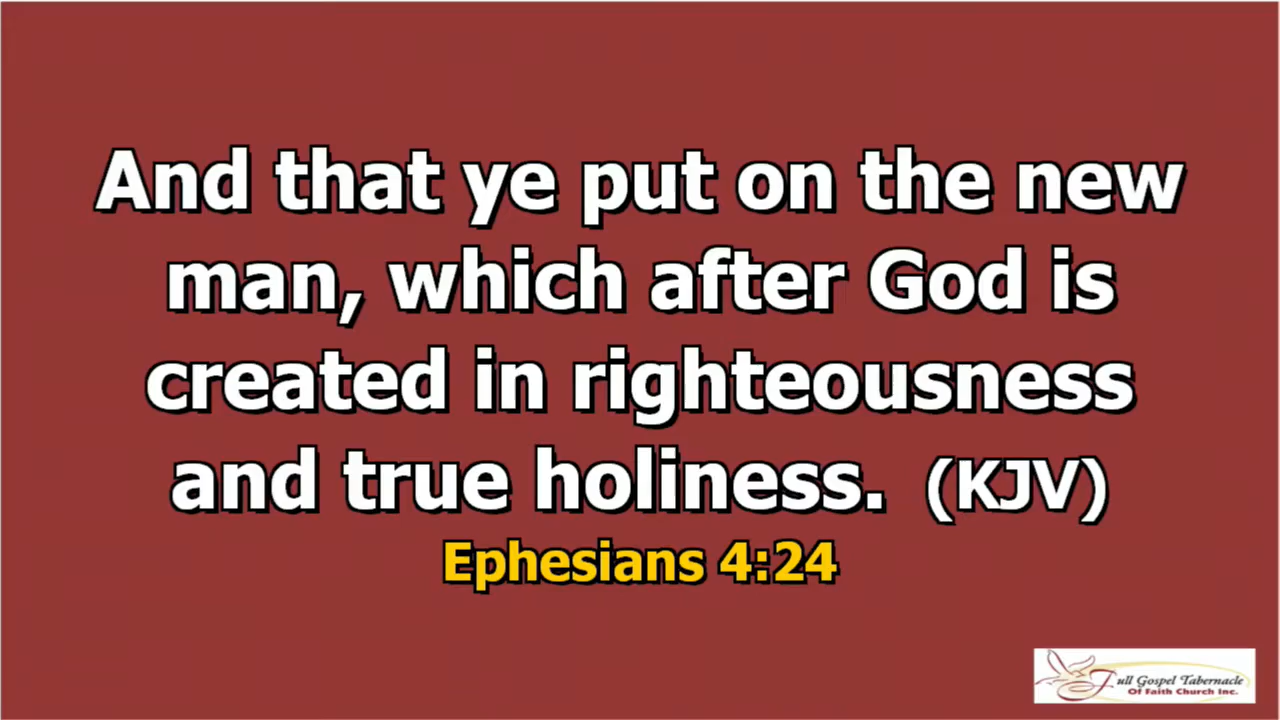 And that ye put on the new
man, which after God is
created in righteousness
and true holiness. (KJV)
Ephesians 4:24
Full Gospel Tabernacle
Of Faith Church Inc.